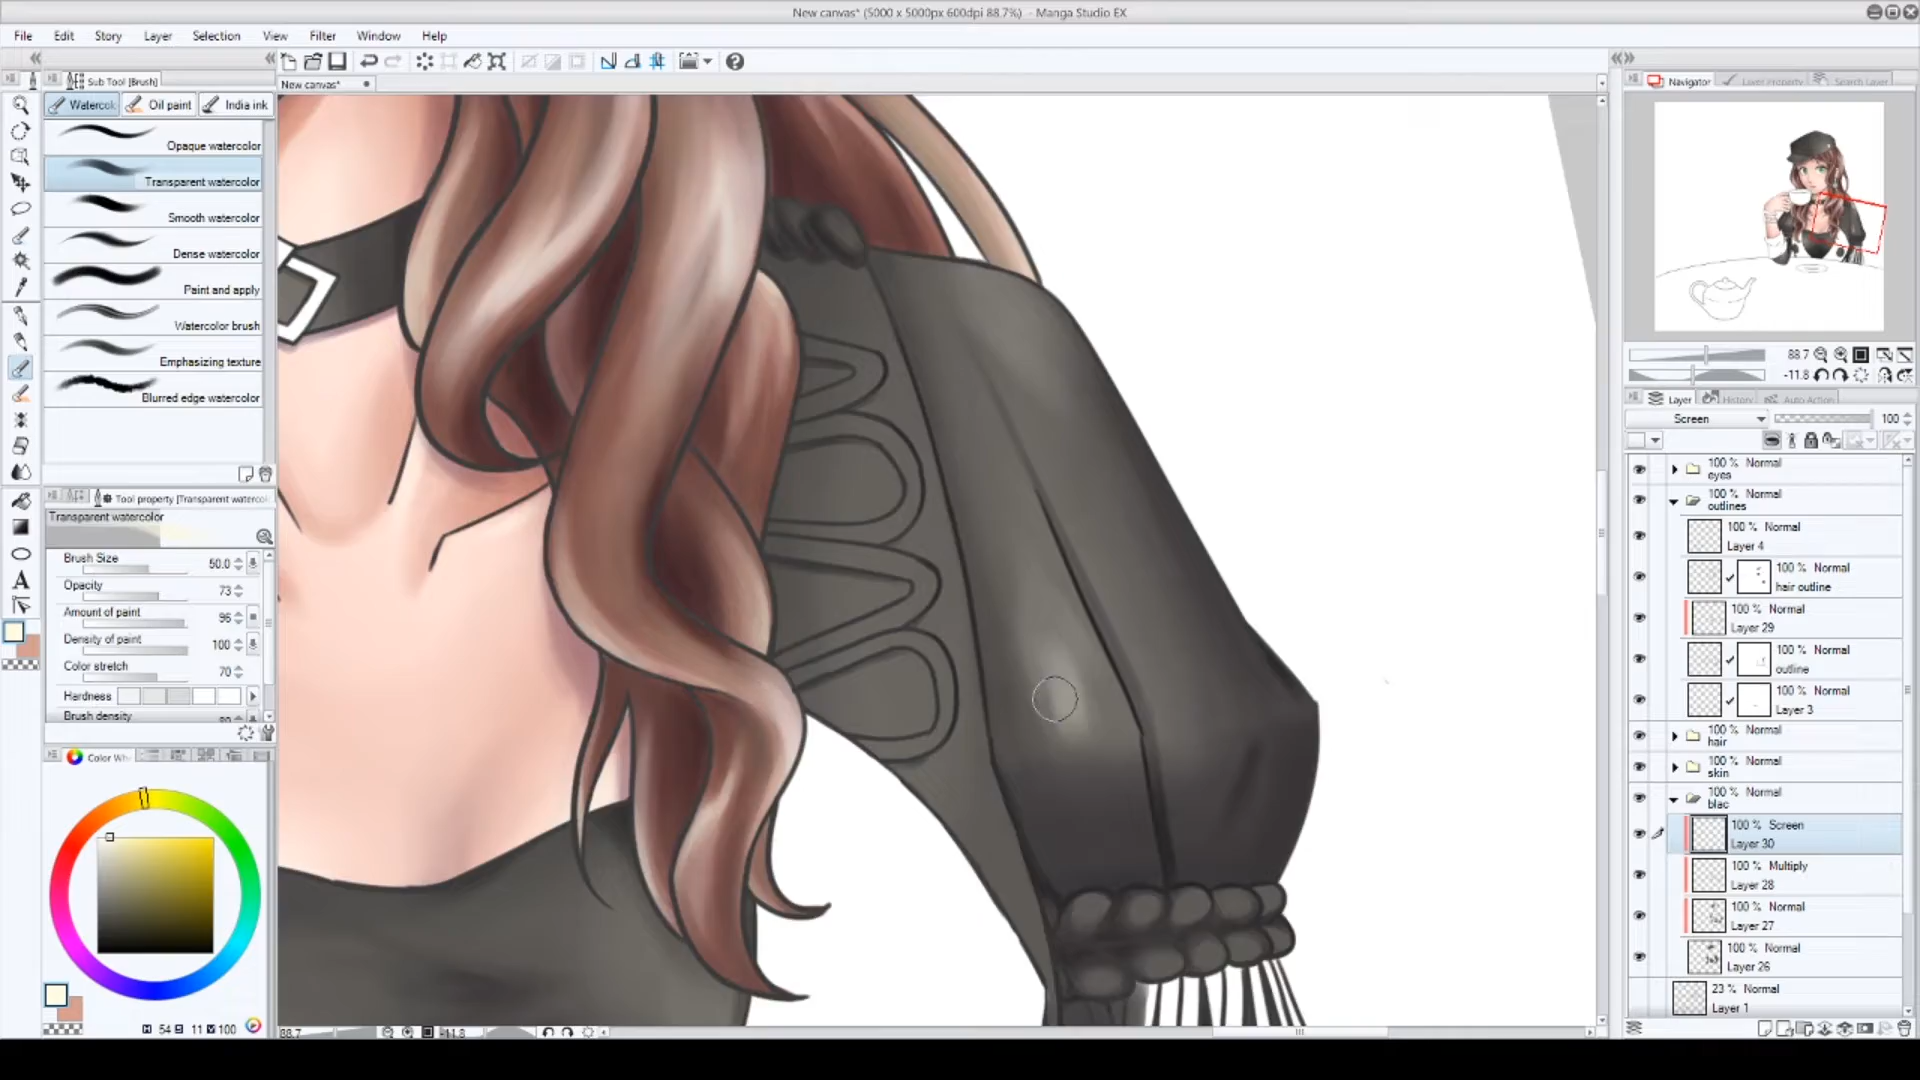 New canvas* (5000 x 5000px 600dpi 88.7%) - Manga Studio EX
File Edit Story Layer Selection View Filter Window Help
Sub Tool [Brush]
New canvas*
Navigator Layer Property Search Layer
Watercol Oil paint India ink
Opaque watercolor
Transparent watercolor
Smooth watercolor
Dense watercolor
Paint and apply
Watercolor brush
Emphasizing texture
Blurred edge watercolor
Tool property [Transparent waterco
Transparent watercolor
Brush Size 50.0
Opacity 73
Amount of paint 96
Density of paint 100
Color stretch 70
Hardness
Brush density
Color Wh
H 54 S 11 V 100
88.7 -11.8
88.7
-11.8
Layer History Auto Action
Screen 100
100 % Normal
eyes
100 % Normal
outlines
100 % Normal
Layer 4
100 % Normal
hair outline
100 % Normal
Layer 29
100 % Normal
outline
100 % Normal
Layer 3
100 % Normal
hair
100 % Normal
skin
100 % Normal
blac
100 % Screen
Layer 30
100 % Multiply
Layer 28
100 % Normal
Layer 27
100 % Normal
Layer 26
23 % Normal
Layer 1